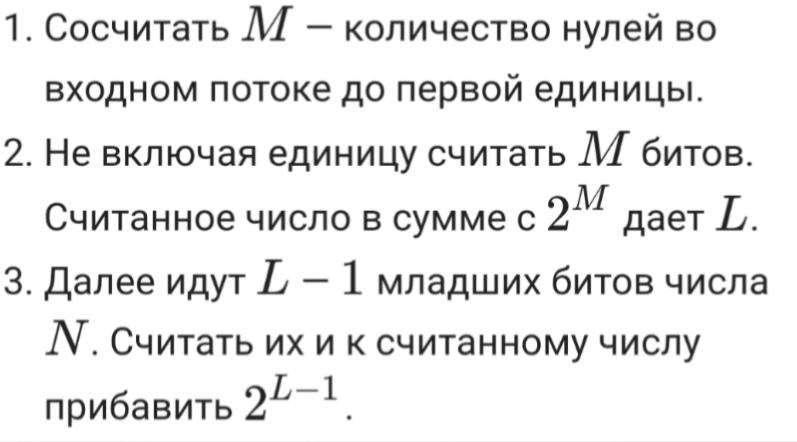 1. Сосчитать M − количество нулей во
входном потоке до первой единицы.
2. Не включая единицу считать M битов.
Считанное число в сумме с 2^M дает L.
3. Далее идут L − 1 младших битов числа
N. Считать их и к считанному числу
прибавить 2^{L−1}.